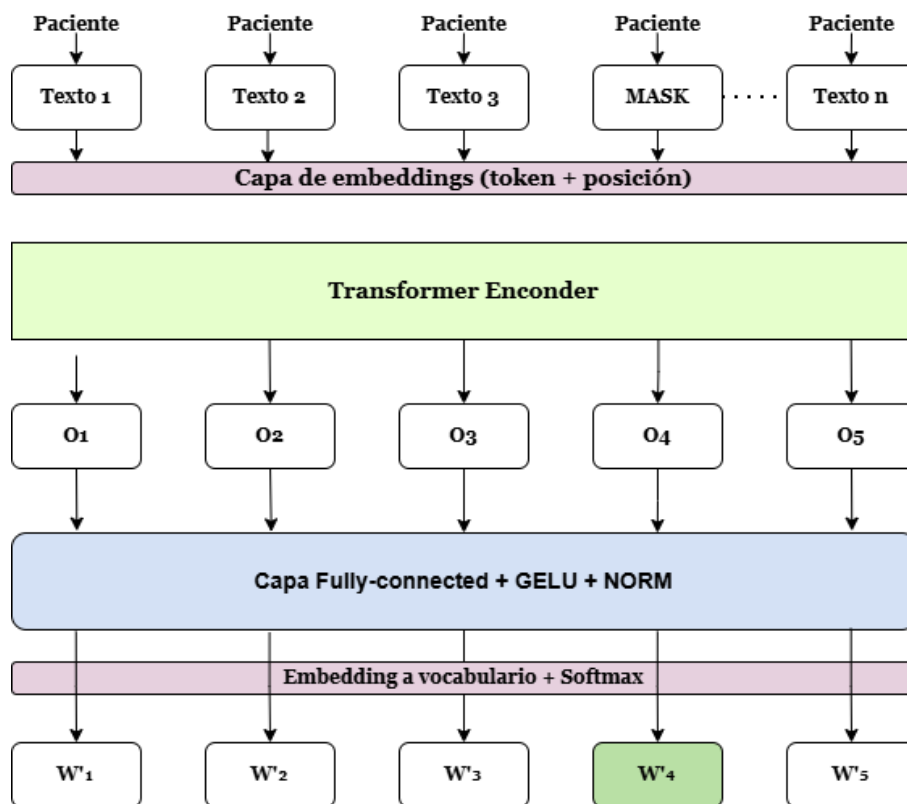 Paciente Paciente Paciente Paciente Paciente
Texto 1 Texto 2 Texto 3 MASK ..... Texto n
Capa de embeddings (token + posición)
Transformer Enconder
O1 O2 O3 O4 O5
Capa Fully-connected + GELU + NORM
Embedding a vocabulario + Softmax
W'1 W'2 W'3 W'4 W'5